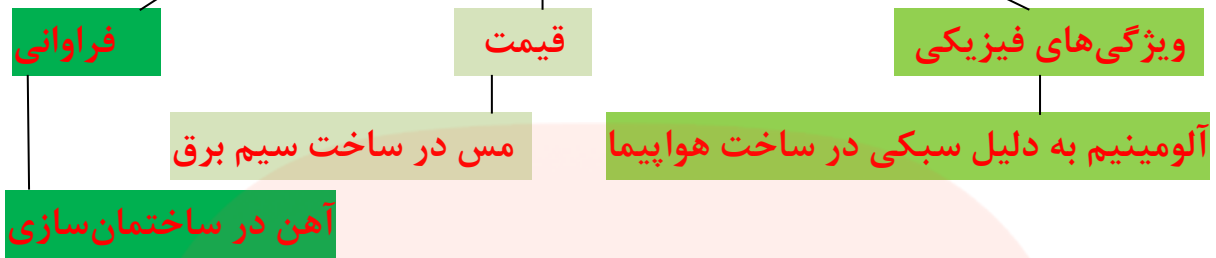 ویژگی‌های فیزیکی
قیمت
فراوانی
آلومینیم به دلیل سبکی در ساخت هواپیما
مس در ساخت سیم برق
آهن در ساختمان‌سازی